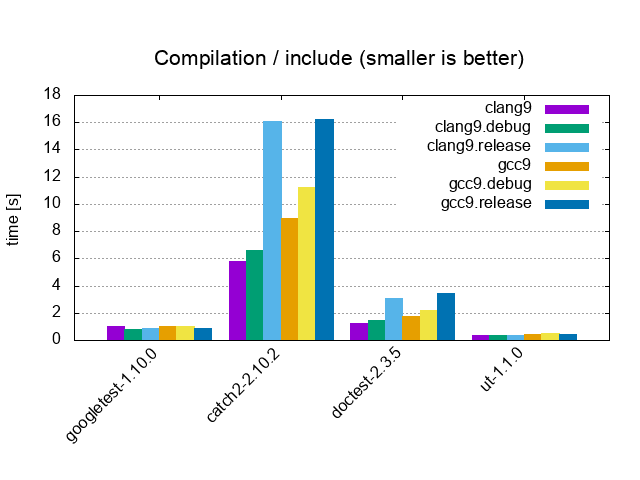 Compilation / include (smaller is better)
18
16
14
12
10
8
6
4
2
0
time [s]
clang9
clang9.debug
clang9.release
gcc9
gcc9.debug
gcc9.release
googletest-1.10.0
catch2-2.10.2
doctest-2.3.5
ut-1.1.0